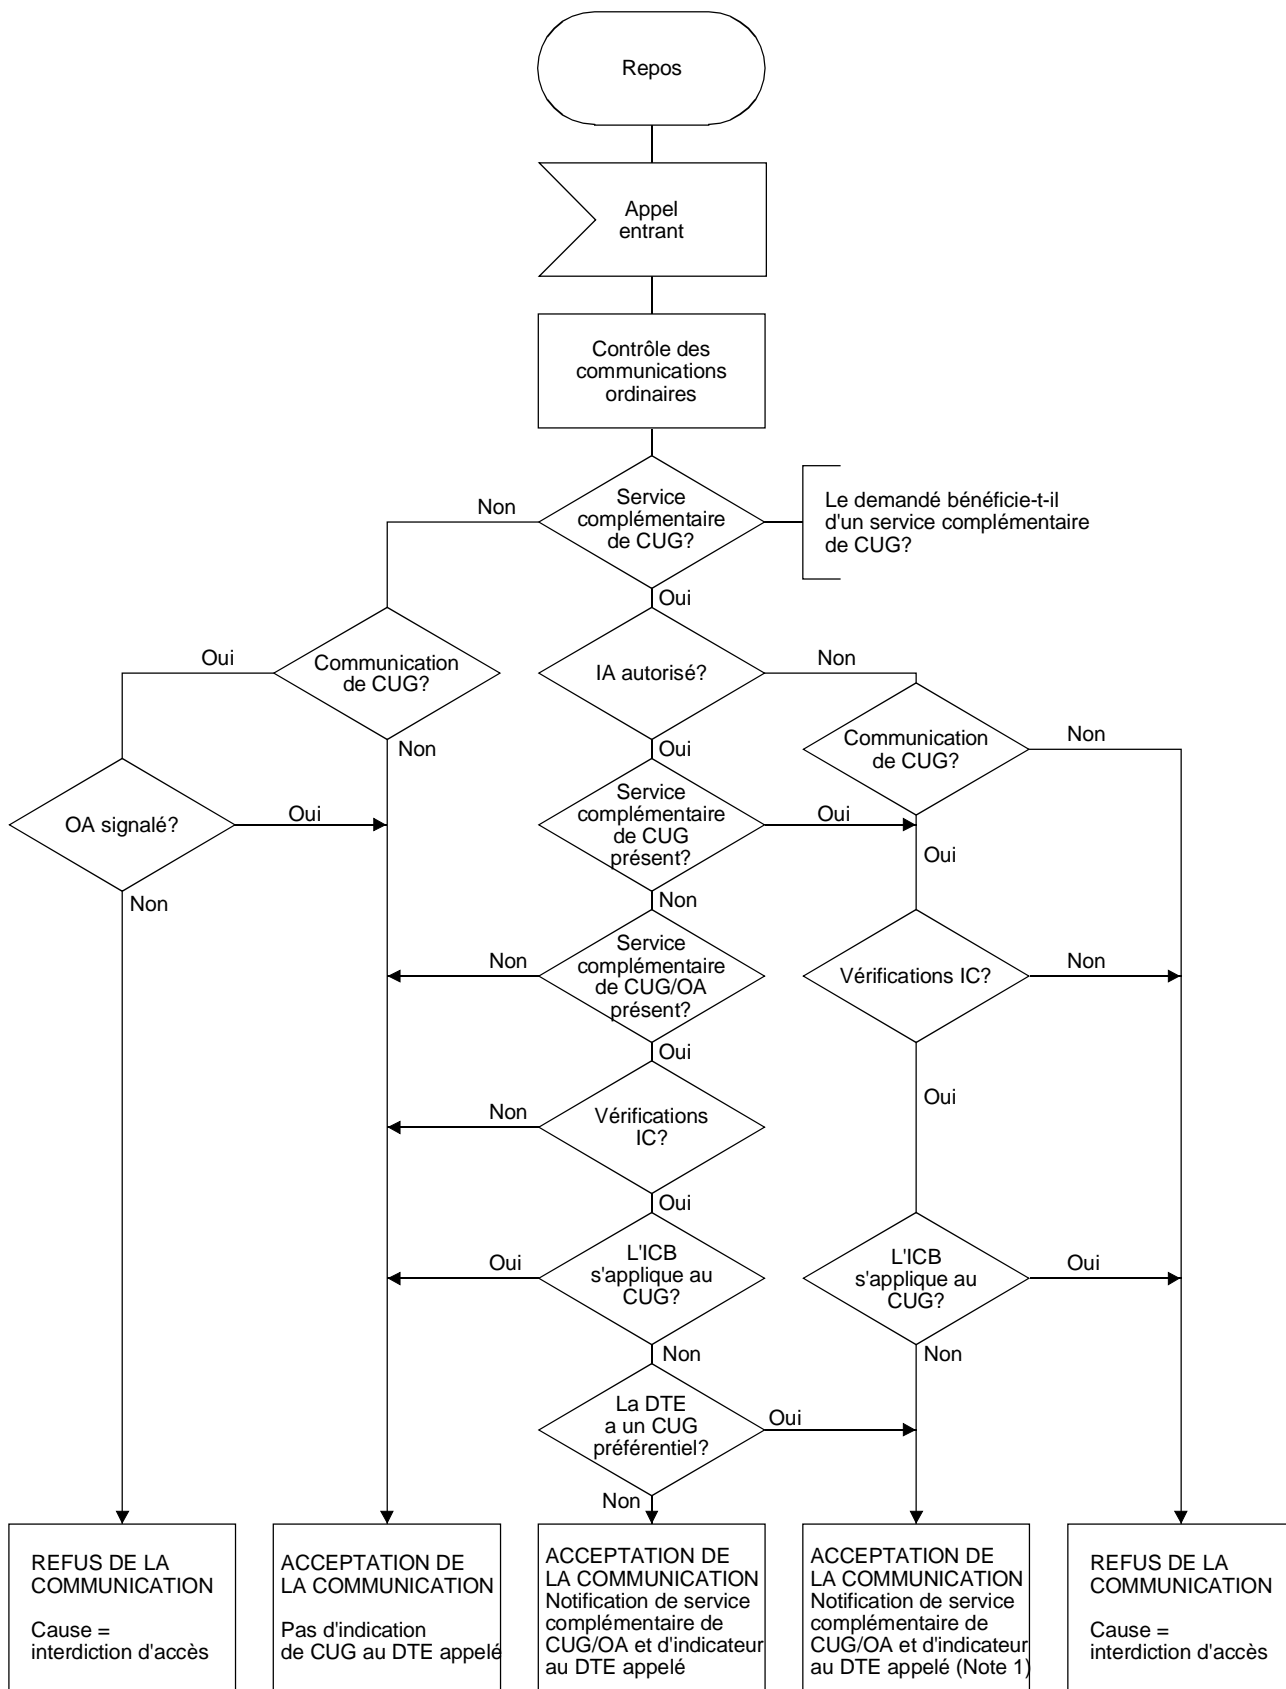 Repos
Appel
entrant
Contrôle des
communications
ordinaires
Non
Service
complémentaire
de CUG?
Le demandé bénéficie-t-il
d'un service complémentaire
de CUG?
Oui
Oui
Communication
de CUG?
IA autorisé?
Non
Non
Oui
Communication
de CUG?
Non
OA signalé?
Oui
Service
complémentaire
de CUG
présent?
Oui
Oui
Non
Non
Non
Service
complémentaire
de CUG/OA
présent?
Vérifications IC?
Non
Oui
Non
Vérifications
IC?
Oui
Oui
Oui
L'ICB
s'applique au
CUG?
L'ICB
s'applique au
CUG?
Oui
Non
Non
La DTE
a un CUG
préférentiel?
Oui
Non
REFUS DE LA
COMMUNICATION
Cause =
interdiction d'accès
ACCEPTATION DE
LA COMMUNICATION
Pas d'indication
de CUG au DTE appelé
ACCEPTATION DE
LA COMMUNICATION
Notification de service
complémentaire de
CUG/OA et d'indicateur
au DTE appelé
ACCEPTATION DE
LA COMMUNICATION
Notification de service
complémentaire de
CUG/OA et d'indicateur
au DTE appelé (Note 1)
REFUS DE LA
COMMUNICATION
Cause =
interdiction d'accès